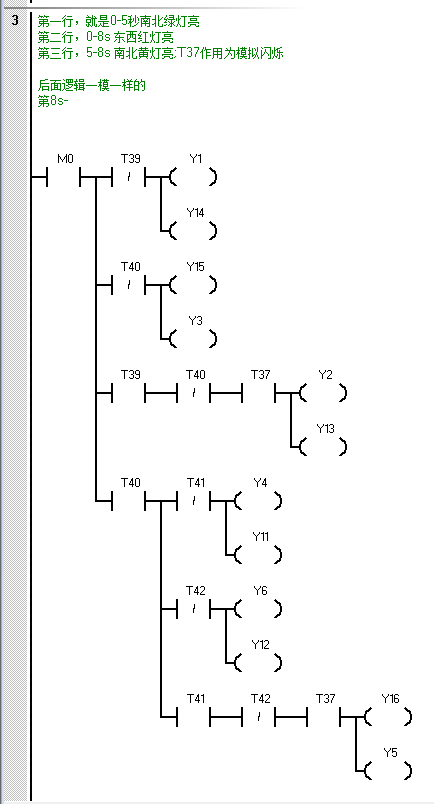 3
第一行，就是0-5秒南北绿灯亮
第二行，0-8s 东西红灯亮
第三行，5-8s 南北黄灯亮;T37作用为模拟闪烁
后面逻辑一模一样的
第8s-
M0 T39 Y1
/
Y14
T40 Y15
/
Y3
T39 T40 T37 Y2
/
Y13
T40 T41 Y4
/
Y11
T42 Y6
/
Y12
T41 T42 T37 Y16
/
Y5